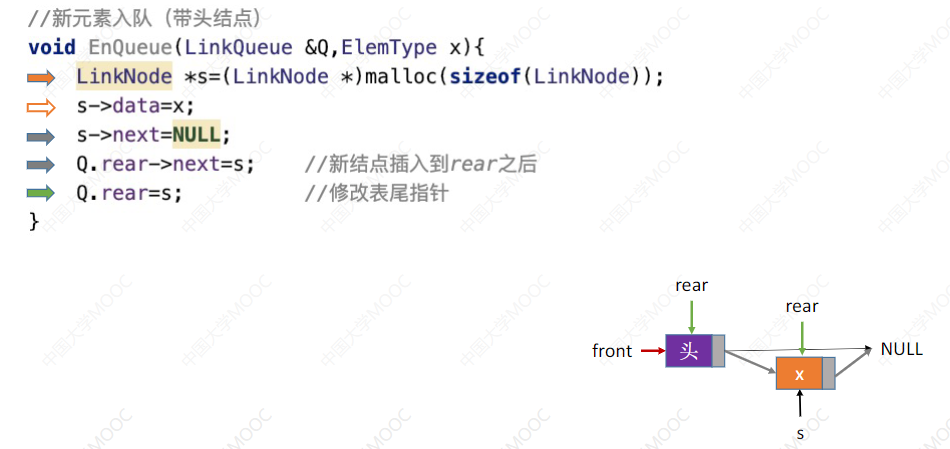 //新元素入队（带头结点）
void EnQueue(LinkQueue &Q,ElemType x){
LinkNode *s=(LinkNode *)malloc(sizeof(LinkNode));
s->data=x;
s->next=NULL;
Q.rear->next=s; //新结点插入到rear之后
Q.rear=s; //修改表尾指针
}
rear
rear
front
头
NULL
x
s
中国大学MOOC